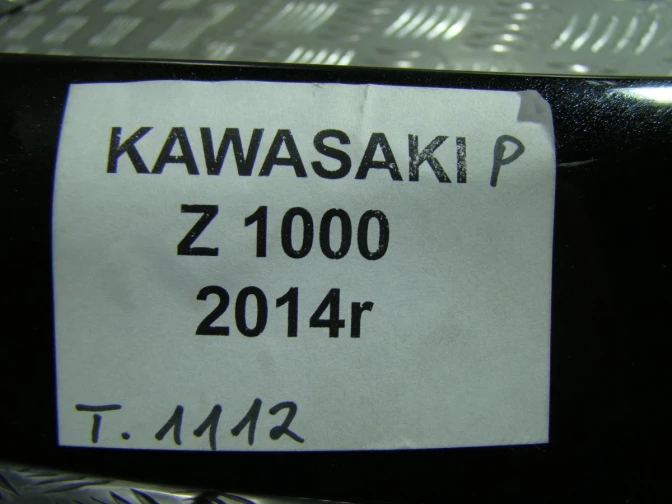 KAWASAKI P
Z 1000
2014r
T. 1112